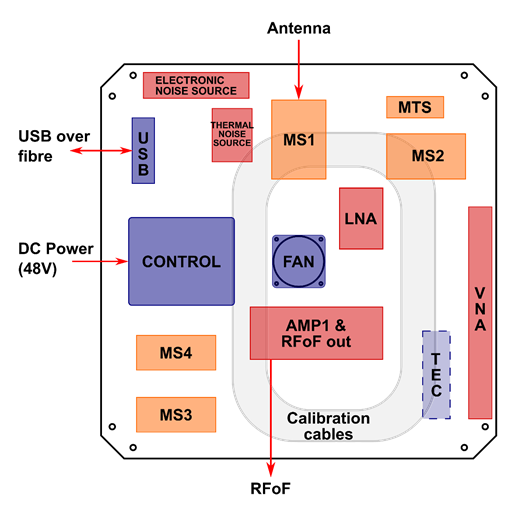 Antenna
ELECTRONIC
NOISE SOURCE
MTS
THERMAL
NOISE
SOURCE
MS1
USB
USB over
fibre
MS2
LNA
DC Power
(48V)
CONTROL
FAN
VNA
AMP1 &
RFoF out
MS4
TEC
MS3
Calibration
cables
RFoF